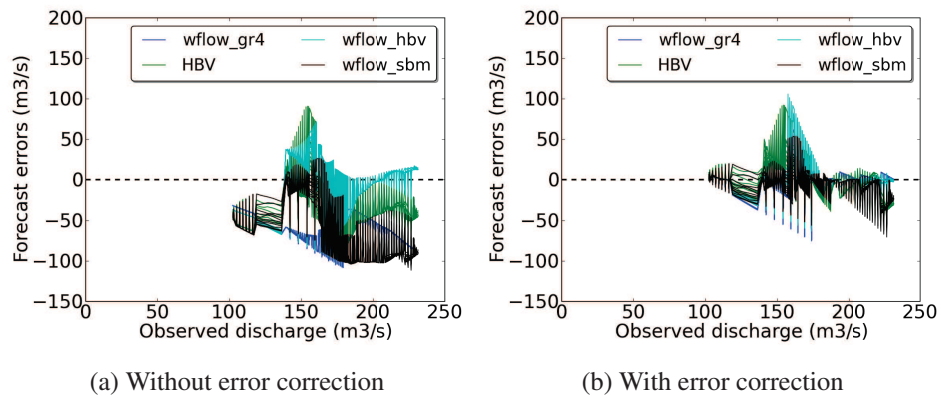 200
150
100
50
0
−50
−100
−150
Forecast errors (m3/s)
wflow_gr4
HBV
wflow_hbv
wflow_sbm
0 50 100 150 200 250
Observed discharge (m3/s)
(a) Without error correction
200
150
100
50
0
−50
−100
−150
Forecast errors (m3/s)
wflow_gr4
HBV
wflow_hbv
wflow_sbm
0 50 100 150 200 250
Observed discharge (m3/s)
(b) With error correction